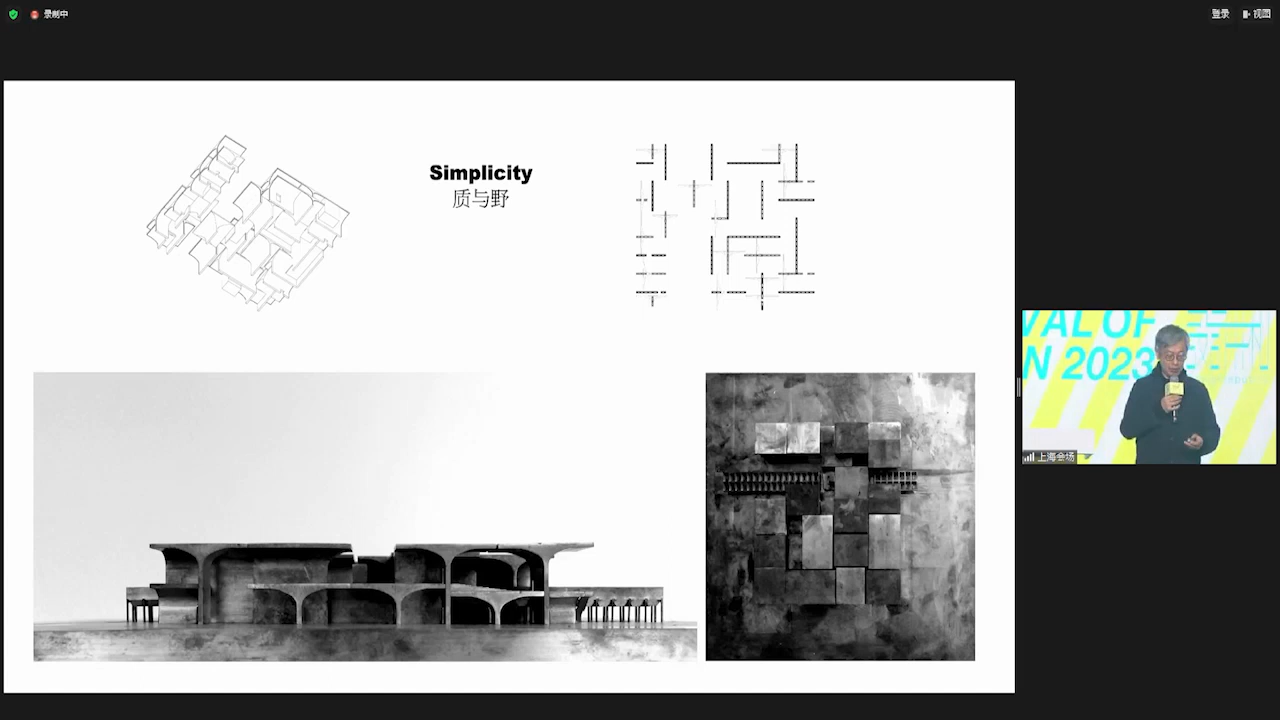 录制中
登录
视图
Simplicity
质与野
VAL OF
N 2023
上海会场